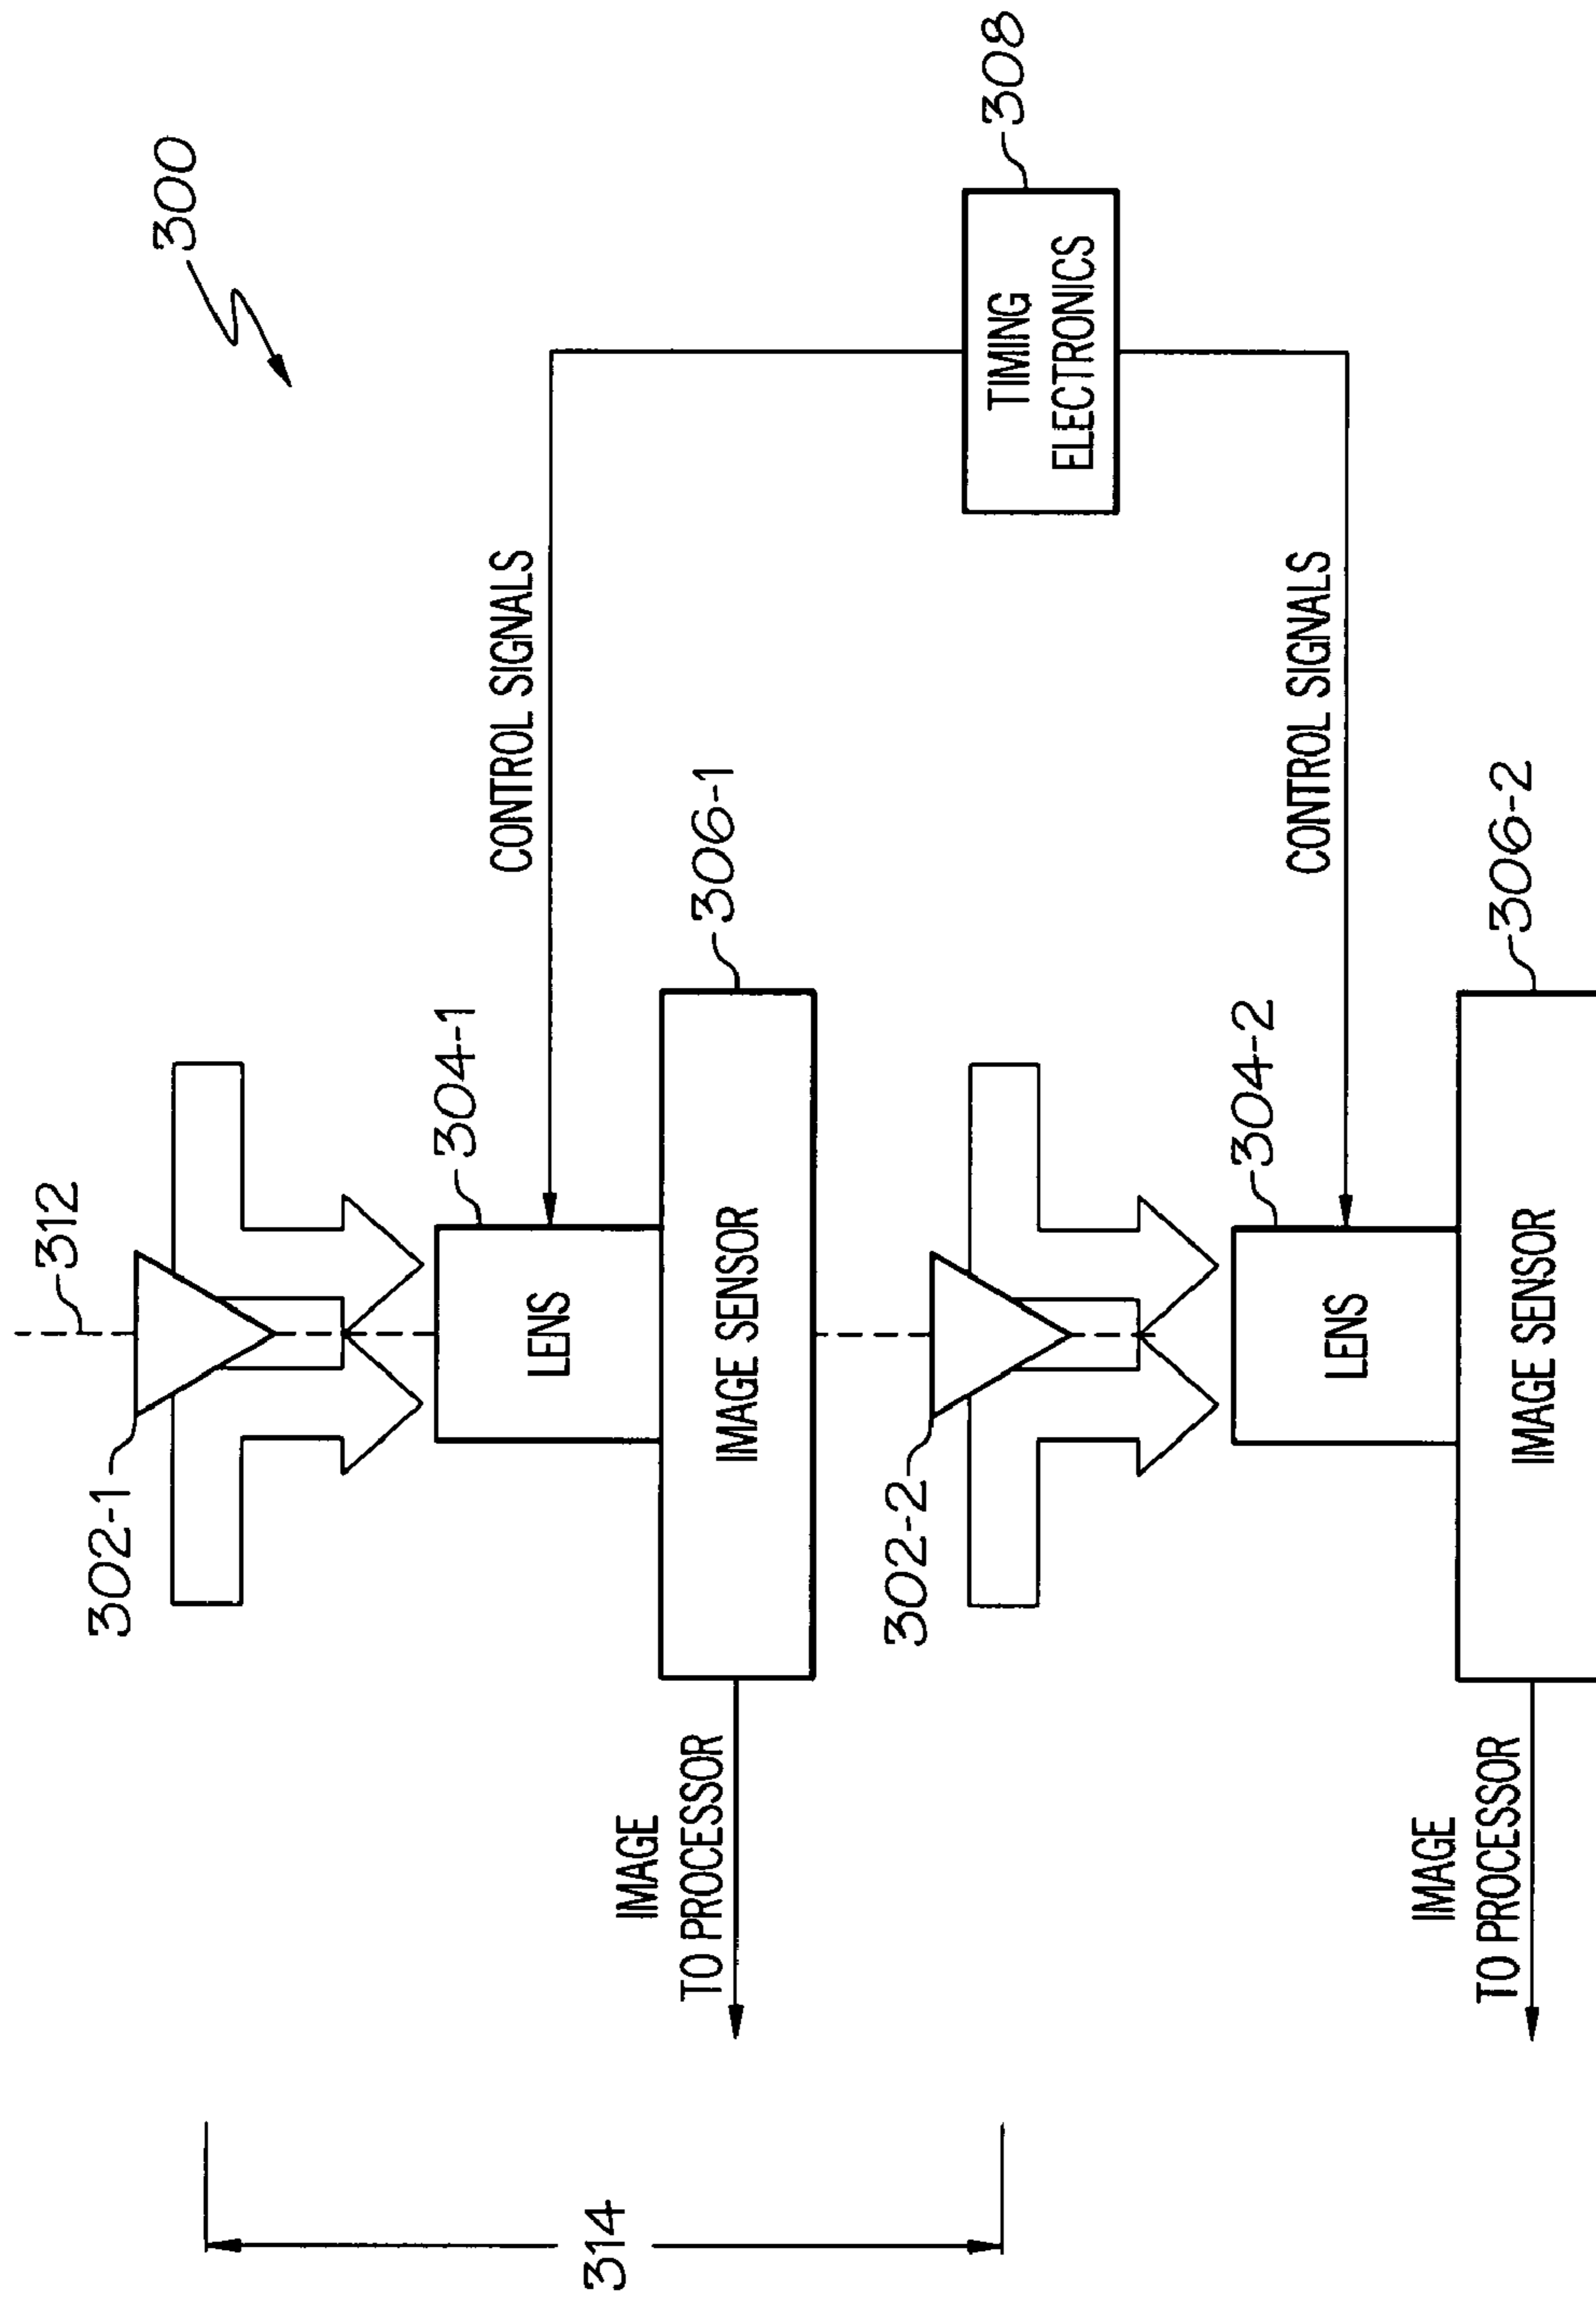 300
312
302-1
304-1
LENS
CONTROL SIGNALS
306-1
IMAGE SENSOR
IMAGE
TO PROCESSOR
308
TIMING
ELECTRONICS
314
302-2
304-2
LENS
CONTROL SIGNALS
306-2
IMAGE SENSOR
IMAGE
TO PROCESSOR